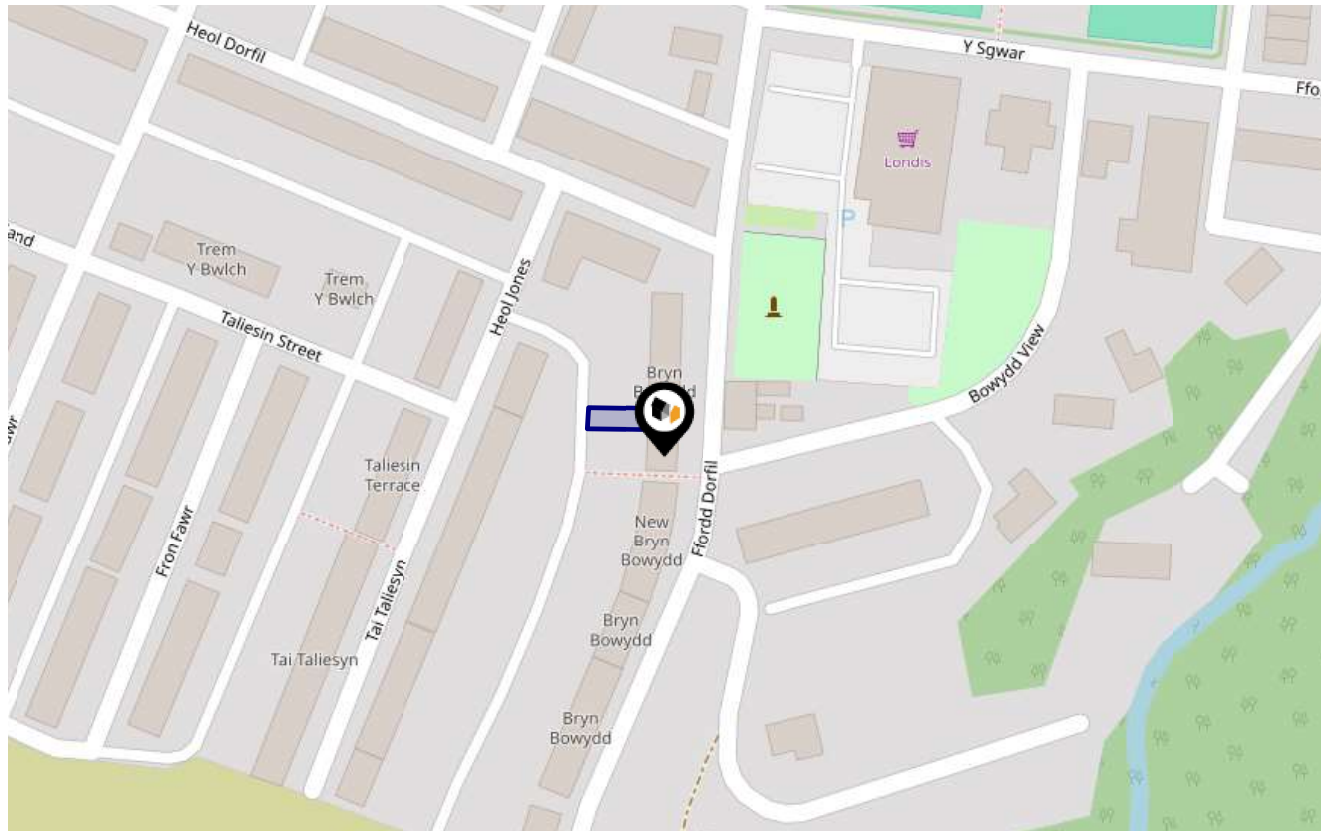 Heol Dorfil
Y Sgwar
Ffo
Londis
P
Trem
Y Bwlch
Trem
Y Bwlch
and
Heol Jones
Taliesin Street
Bryn
Bowydd View
awr
Taliesin
Terrace
Ffordd Dorfil
New
Bryn
Bowydd
Fron Fawr
Tai Taliesyn
Bryn
Bowydd
Tai Taliesyn
Bryn
Bowydd